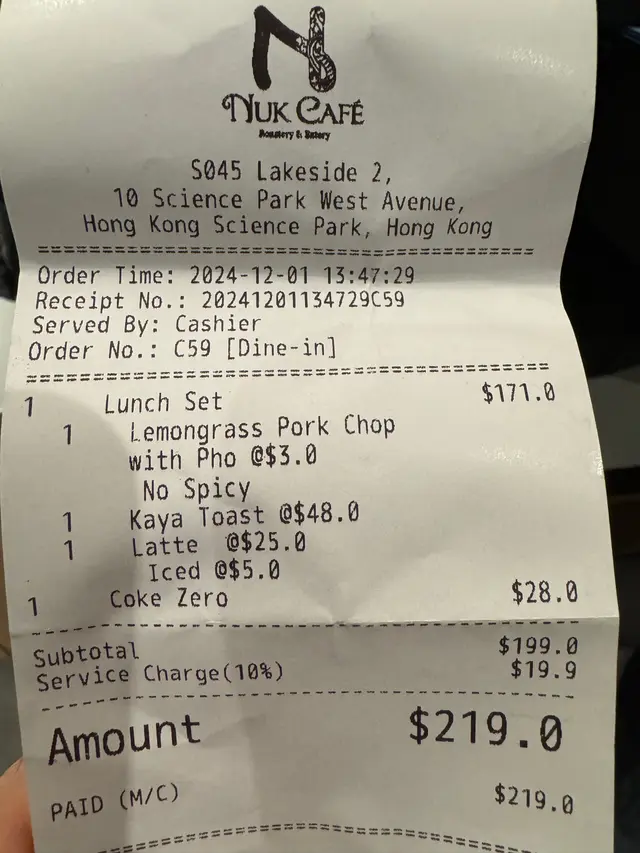 NUK CAFÉ
Roastery & Eatery
S045 Lakeside 2,
10 Science Park West Avenue,
Hong Kong Science Park, Hong Kong
================================================
Order Time: 2024-12-01 13:47:29
Receipt No.: 20241201134729C59
Served By: Cashier
Order No.: C59 [Dine-in]
================================================
1 Lunch Set $171.0
1 Lemongrass Pork Chop
with Pho @$3.0
No Spicy
1 Kaya Toast @$48.0
1 Latte @$25.0
Iced @$5.0
1 Coke Zero $28.0
------------------------------------------------
Subtotal $199.0
Service Charge(10%) $19.9
------------------------------------------------
Amount $219.0
PAID (M/C) $219.0
================================================